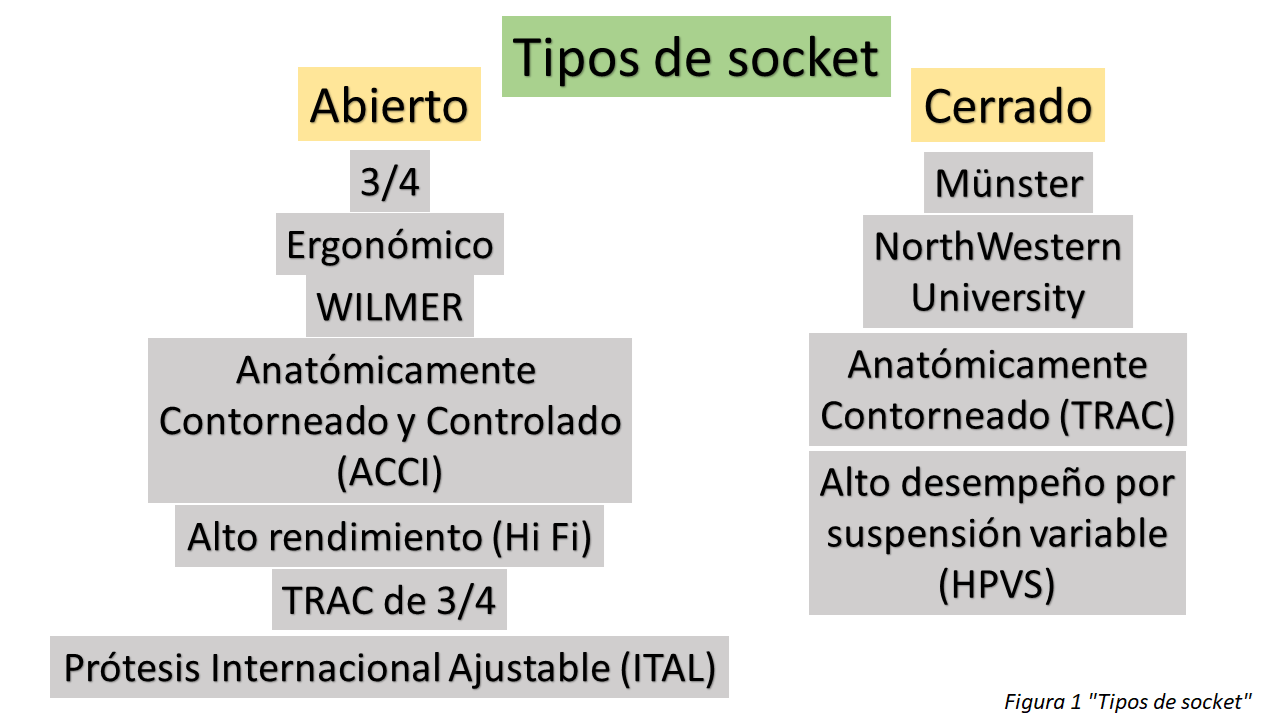 Tipos de socket
Abierto
3/4
Ergonómico
WILMER
Anatómicamente
Contorneado y Controlado
(ACCI)
Alto rendimiento (Hi Fi)
TRAC de 3/4
Prótesis Internacional Ajustable (ITAL)
Cerrado
Münster
NorthWestern
University
Anatómicamente
Contorneado (TRAC)
Alto desempeño por
suspensión variable
(HPVS)
Figura 1 "Tipos de socket"